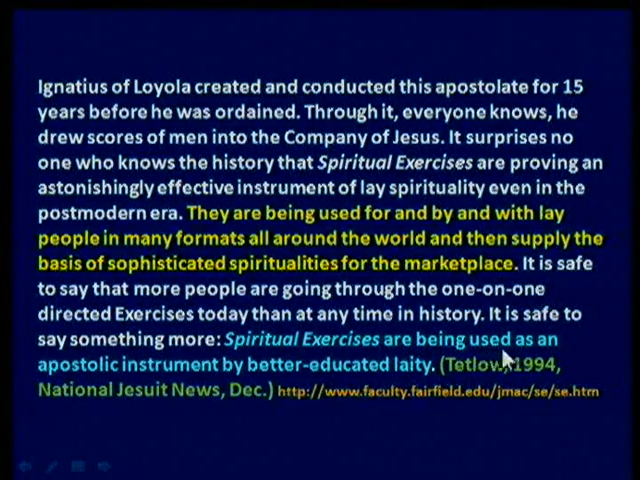 Ignatius of Loyola created and conducted this apostolate for 15
years before he was ordained. Through it, everyone knows, he
drew scores of men into the Company of Jesus. It surprises no
one who knows the history that Spiritual Exercises are proving an
astonishingly effective instrument of lay spirituality even in the
postmodern era. They are being used for and by and with lay
people in many formats all around the world and then supply the
basis of sophisticated spiritualities for the marketplace. It is safe
to say that more people are going through the one-on-one
directed Exercises today than at any time in history. It is safe to
say something more: Spiritual Exercises are being used as an
apostolic instrument by better-educated laity. (Tetlow, 1994,
National Jesuit News, Dec.) http://www.faculty.fairfield.edu/jmac/se/se.htm